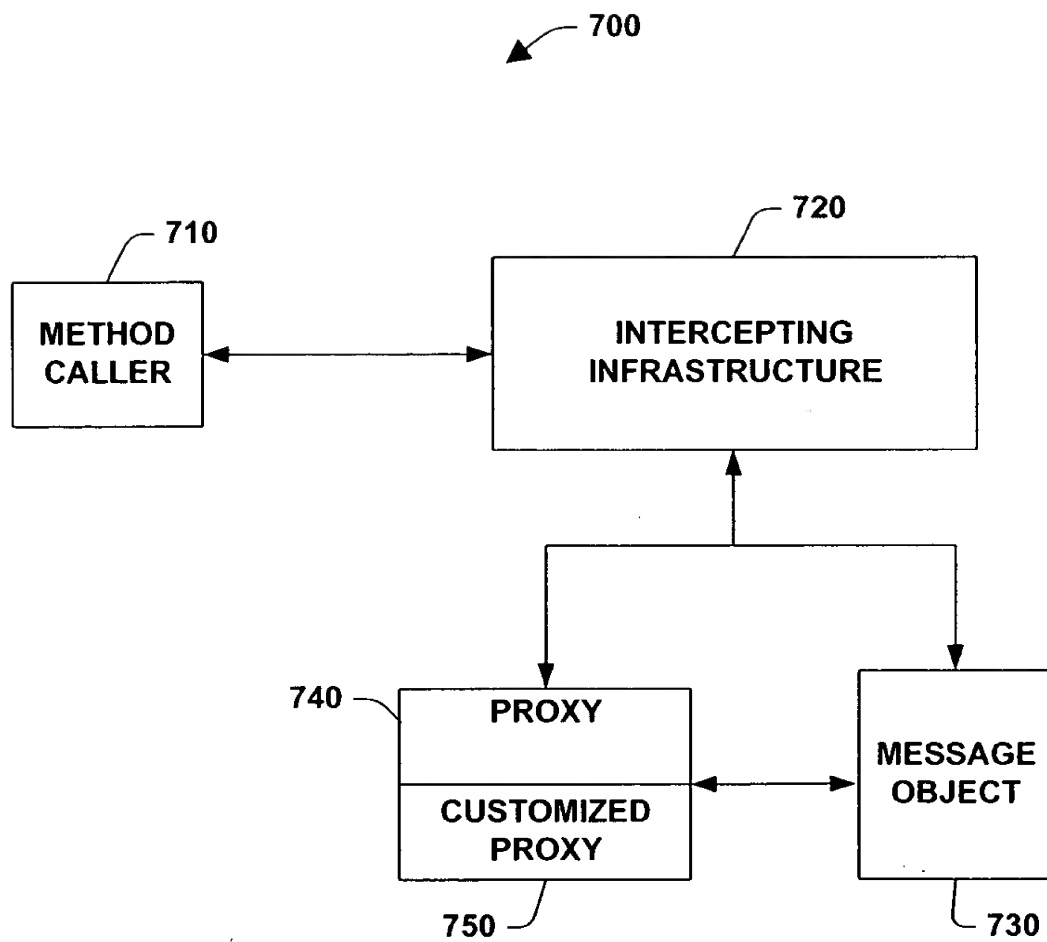 700
710
720
METHOD
CALLER
INTERCEPTING
INFRASTRUCTURE
740
PROXY
CUSTOMIZED
PROXY
MESSAGE
OBJECT
750
730